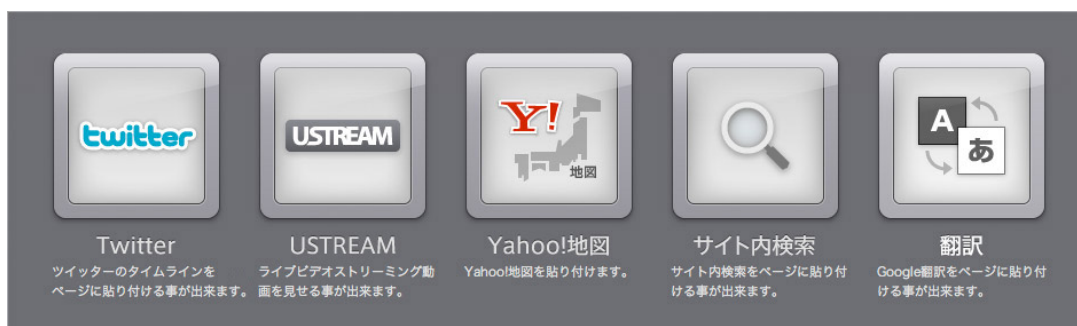 twitter
USTREAM
Y!
地図
A
あ
Twitter
ツイッターのタイムラインを
ページに貼り付ける事が出来ます。
USTREAM
ライブビデオストリーミング動
画を見せる事が出来ます。
Yahoo!地図
Yahoo!地図を貼り付けます。
サイト内検索
サイト内検索をページに貼り付
ける事が出来ます。
翻訳
Google翻訳をページに貼り付
ける事が出来ます。